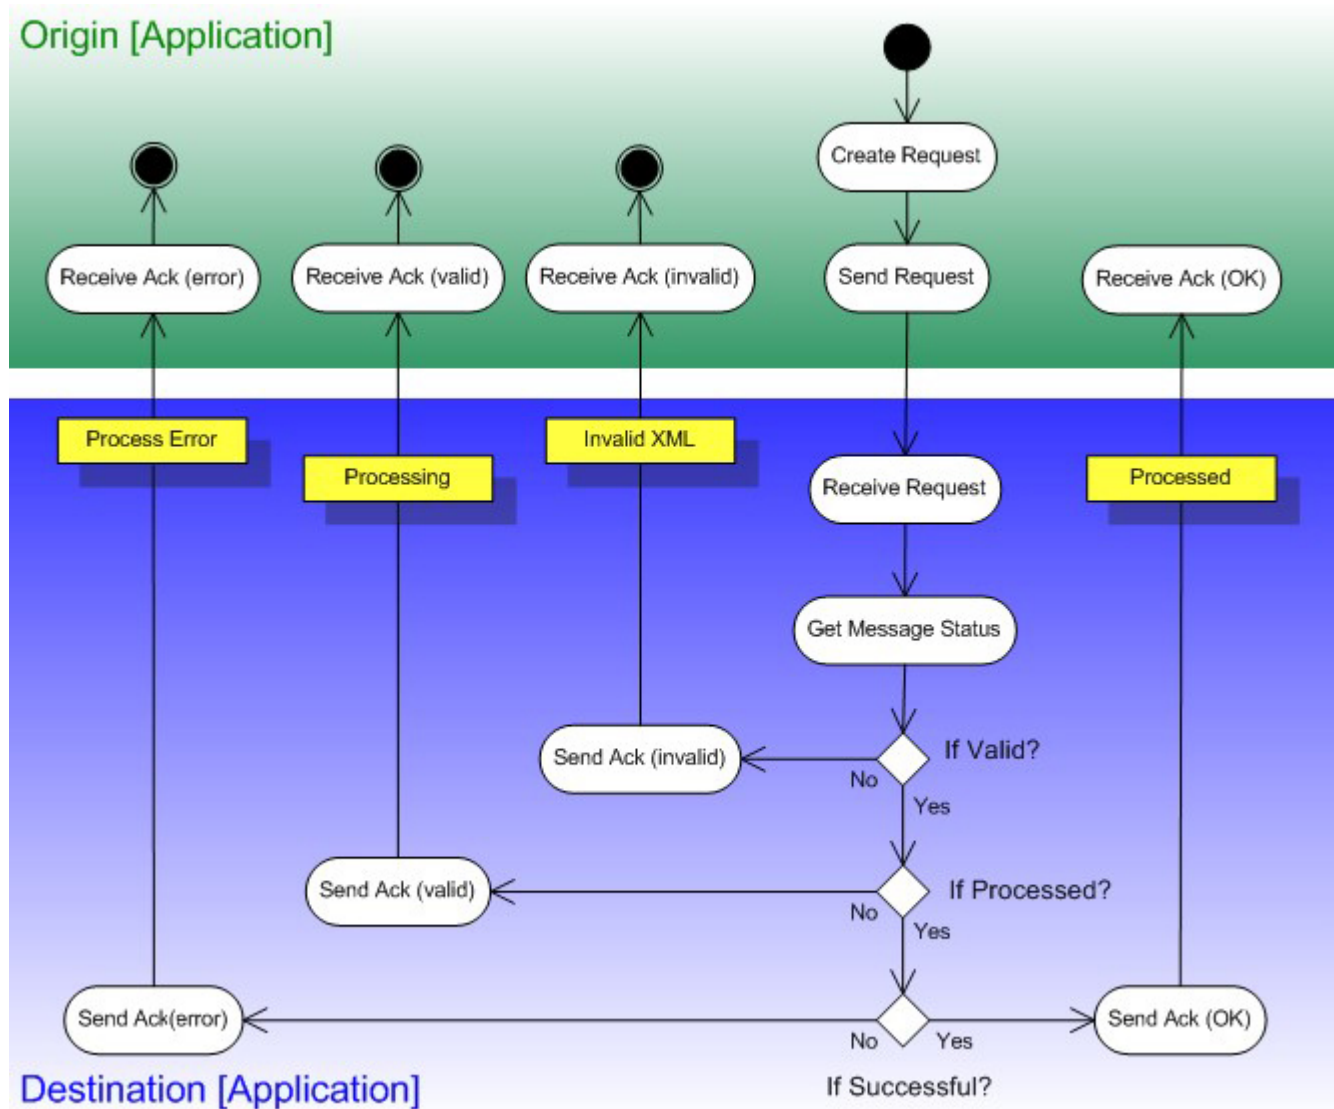 Origin [Application]
Create Request
Receive Ack (error)
Receive Ack (valid)
Receive Ack (invalid)
Send Request
Receive Ack (OK)
Process Error
Invalid XML
Processing
Receive Request
Processed
Get Message Status
Send Ack (invalid)
If Valid?
No
Yes
Send Ack (valid)
If Processed?
No
Yes
Send Ack(error)
Send Ack (OK)
No
Yes
If Successful?
Destination [Application]